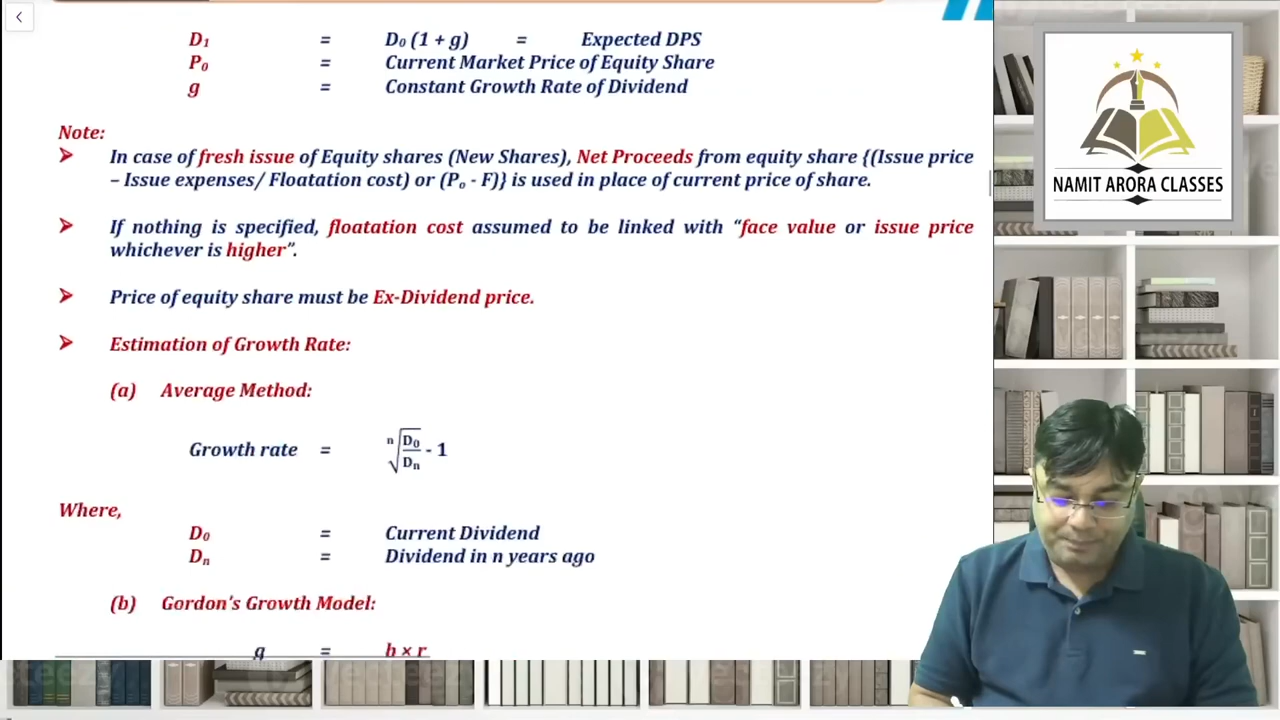 D₁ = D₀ (1 + g) = Expected DPS
P₀ = Current Market Price of Equity Share
g = Constant Growth Rate of Dividend
Note:
➢ In case of fresh issue of Equity shares (New Shares), Net Proceeds from equity share {(Issue price
– Issue expenses/ Floatation cost) or (P₀ - F)} is used in place of current price of share.
➢ If nothing is specified, floatation cost assumed to be linked with “face value or issue price
whichever is higher”.
➢ Price of equity share must be Ex-Dividend price.
➢ Estimation of Growth Rate:
(a) Average Method:
Growth rate = ⁿ√(D₀/Dₙ) - 1
Where,
D₀ = Current Dividend
Dₙ = Dividend in n years ago
(b) Gordon's Growth Model:
g = b × r
NAMIT ARORA CLASSES